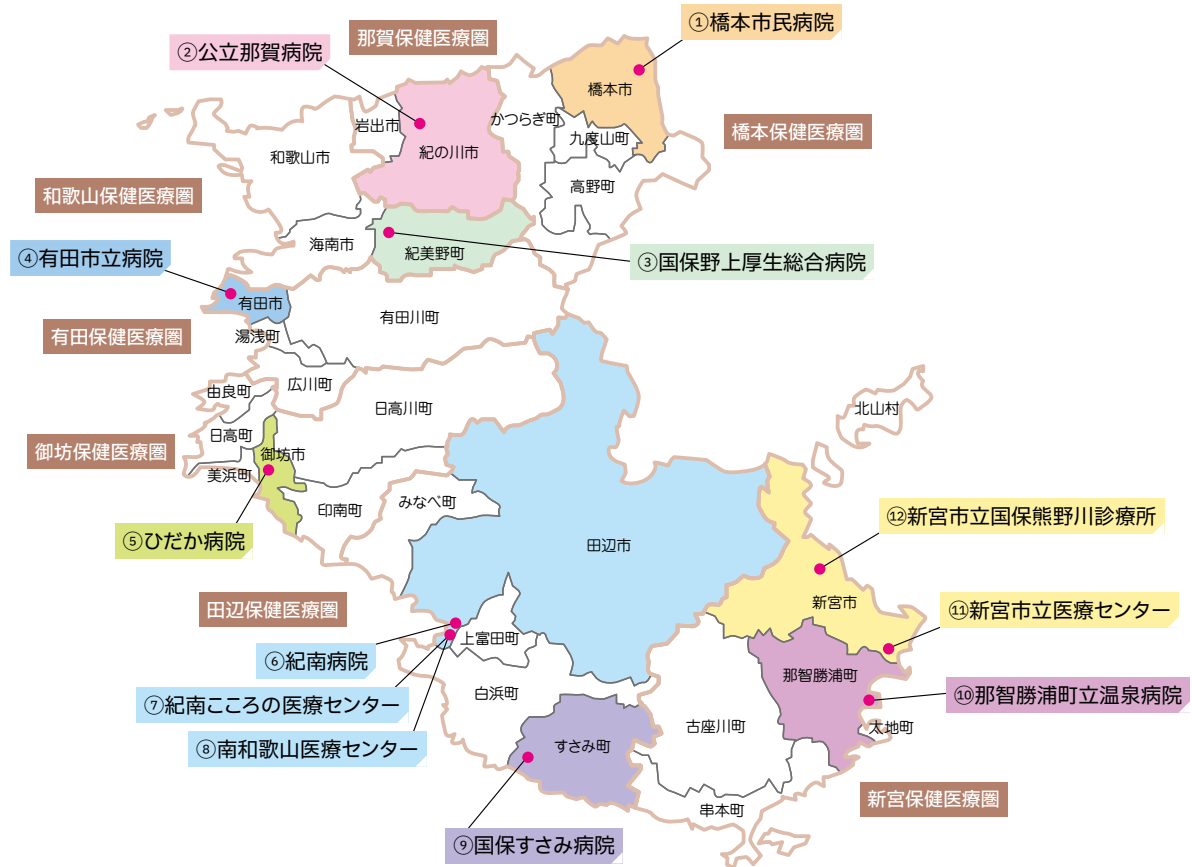 ①橋本市民病院
那賀保健医療圏
②公立那賀病院
橋本市
岩出市
かつらぎ町
九度山町
橋本保健医療圏
紀の川市
和歌山市
高野町
和歌山保健医療圏
海南市
紀美野町
④有田市立病院
③国保野上厚生総合病院
有田市
有田川町
有田保健医療圏
湯浅町
広川町
由良町
日高川町
北山村
日高町
御坊保健医療圏
御坊市
美浜町
印南町
みなべ町
⑤ひだか病院
田辺市
⑫新宮市立国保熊野川診療所
田辺保健医療圏
新宮市
⑪新宮市立医療センター
上富田町
⑥紀南病院
那智勝浦町
白浜町
⑩那智勝浦町立温泉病院
⑦紀南こころの医療センター
古座川町
太地町
⑧南和歌山医療センター
すさみ町
新宮保健医療圏
串本町
⑨国保すさみ病院